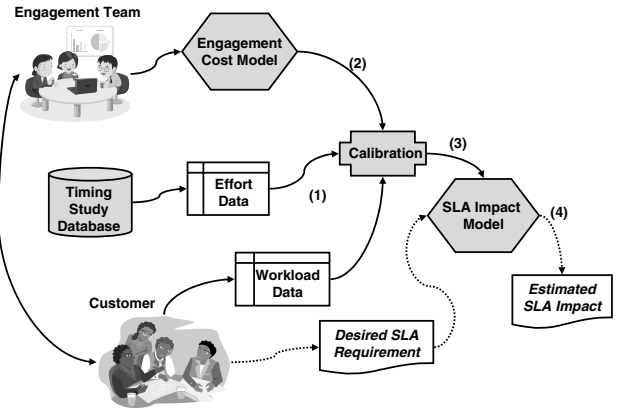 Engagement Team
Engagement
Cost Model
(2)
Calibration
(3)
Timing
Study
Database
Effort
Data
(1)
SLA Impact
Model
(4)
Workload
Data
Estimated
SLA Impact
Customer
Desired SLA
Requirement